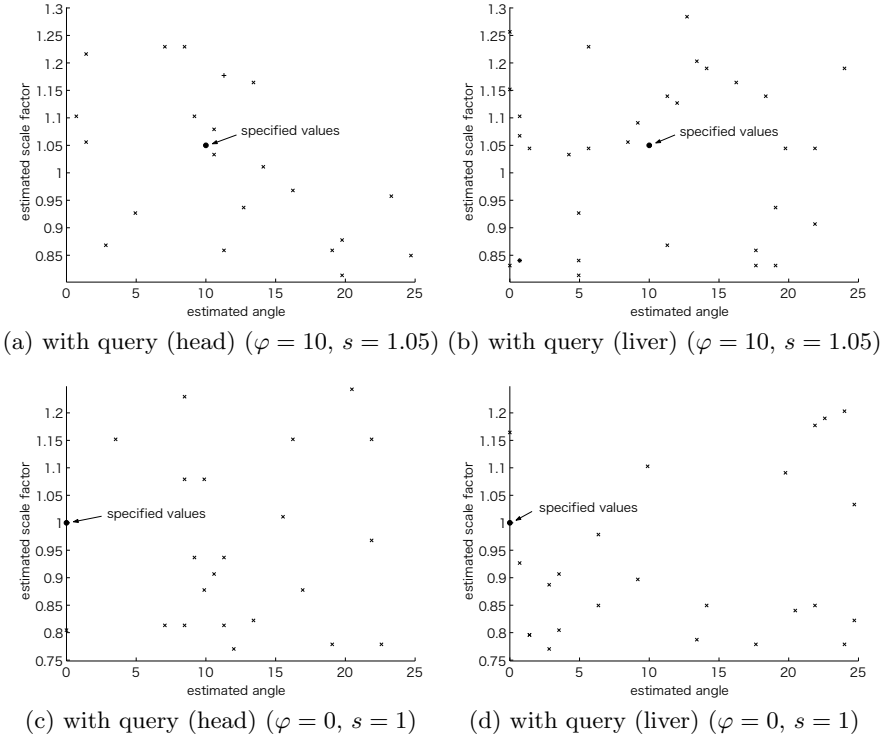 1.3
1.25
1.2
1.15
1.1
1.05
1
0.95
0.9
0.85
estimated scale factor
specified values
0 5 10 15 20 25
estimated angle
(a) with query (head) (φ = 10, s = 1.05)
1.3
1.25
1.2
1.15
1.1
1.05
1
0.95
0.9
0.85
estimated scale factor
specified values
0 5 10 15 20 25
estimated angle
(b) with query (liver) (φ = 10, s = 1.05)
1.2
1.15
1.1
1.05
1
0.95
0.9
0.85
0.8
0.75
estimated scale factor
specified values
0 5 10 15 20 25
estimated angle
(c) with query (head) (φ = 0, s = 1)
1.2
1.15
1.1
1.05
1
0.95
0.9
0.85
0.8
0.75
estimated scale factor
specified values
0 5 10 15 20 25
estimated angle
(d) with query (liver) (φ = 0, s = 1)